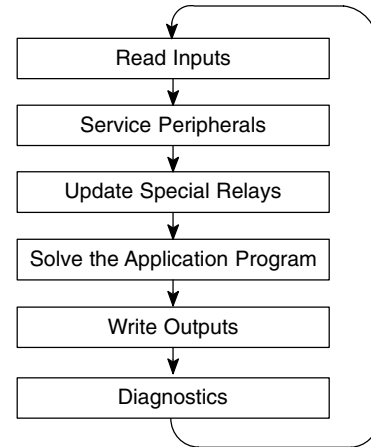 Read Inputs
Service Peripherals
Update Special Relays
Solve the Application Program
Write Outputs
Diagnostics